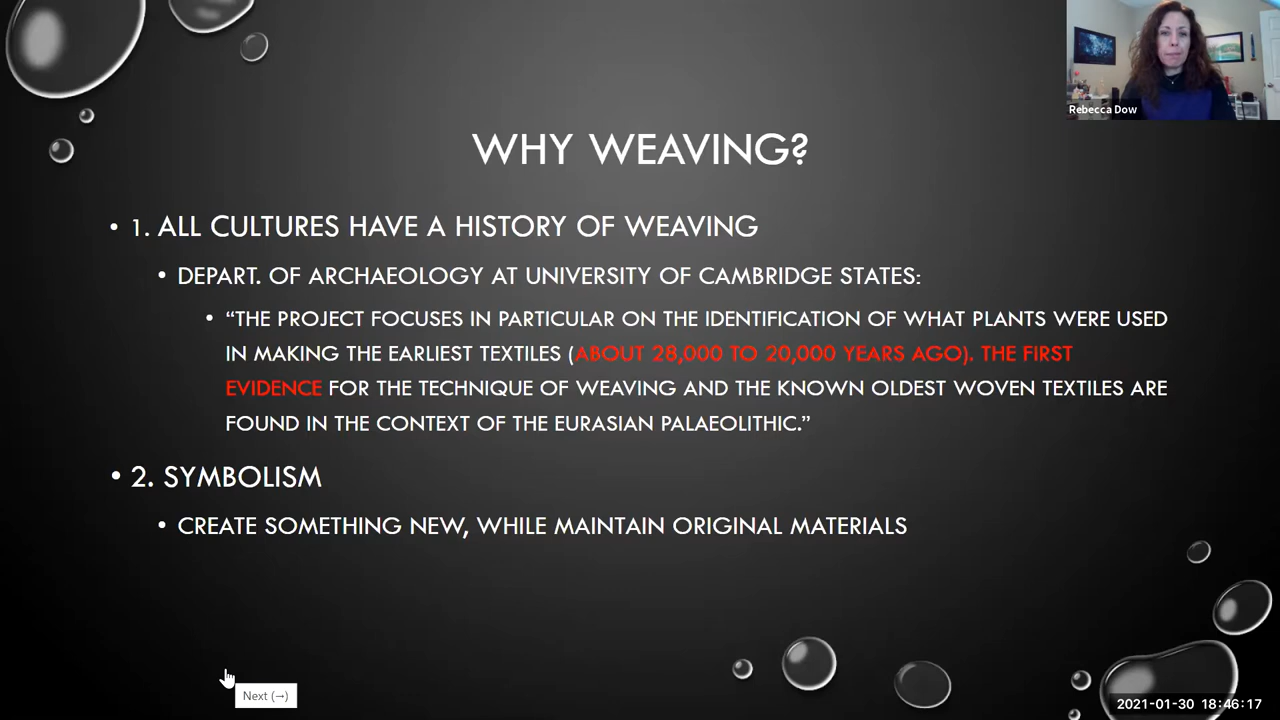 Rebecca Dow
WHY WEAVING?
• 1. ALL CULTURES HAVE A HISTORY OF WEAVING
• DEPART. OF ARCHAEOLOGY AT UNIVERSITY OF CAMBRIDGE STATES:
• “THE PROJECT FOCUSES IN PARTICULAR ON THE IDENTIFICATION OF WHAT PLANTS WERE USED
IN MAKING THE EARLIEST TEXTILES (ABOUT 28,000 TO 20,000 YEARS AGO). THE FIRST
EVIDENCE FOR THE TECHNIQUE OF WEAVING AND THE KNOWN OLDEST WOVEN TEXTILES ARE
FOUND IN THE CONTEXT OF THE EURASIAN PALAEOLITHIC.”
• 2. SYMBOLISM
• CREATE SOMETHING NEW, WHILE MAINTAIN ORIGINAL MATERIALS
Next (→)
2021-01-30 18:46:17